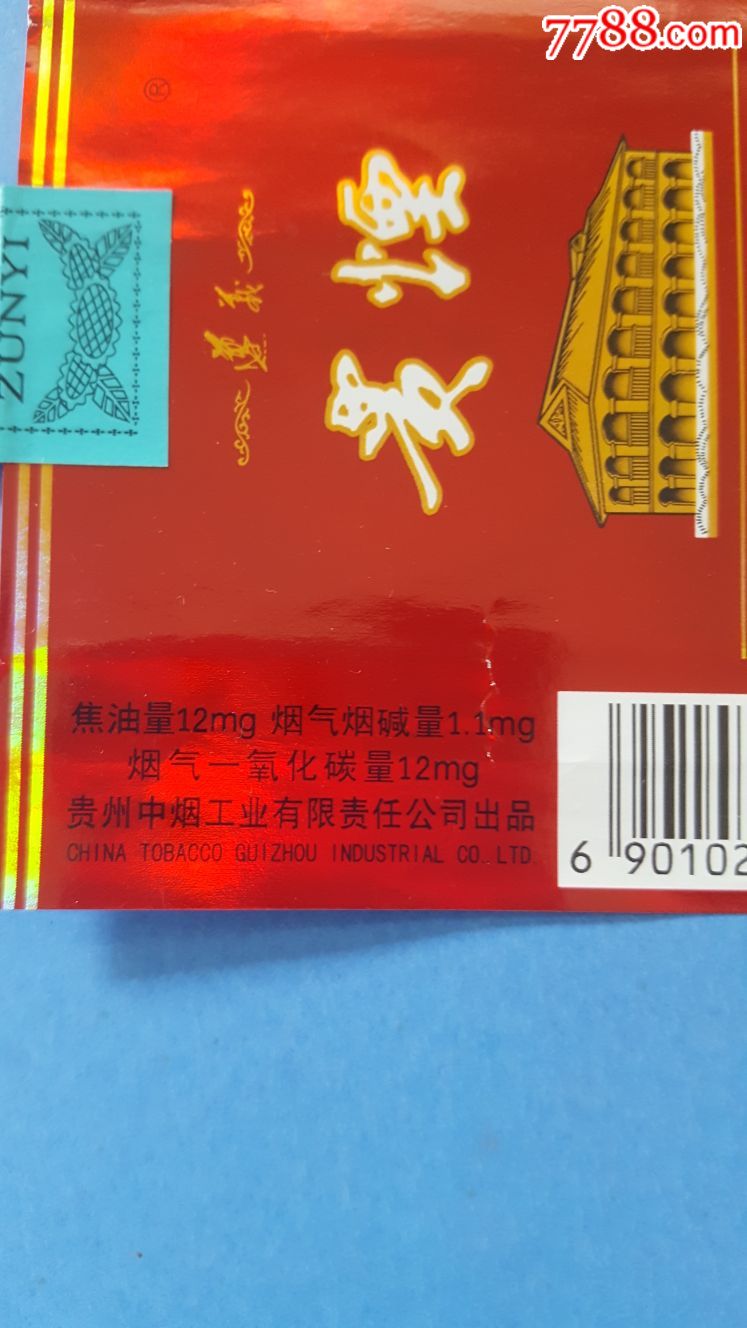 7788.com
®
ZUNYI
遵义
焦油量12mg 烟气烟碱量1.1mg
烟气一氧化碳量12mg
贵州中烟工业有限责任公司出品
CHINA TOBACCO GUIZHOU INDUSTRIAL CO.LTD
6 90102